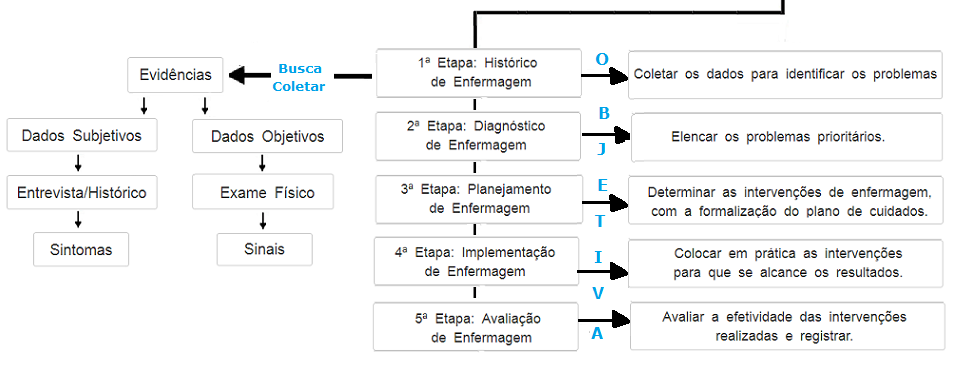 Evidências
Busca
Coletar
Dados Subjetivos
Dados Objetivos
Entrevista/Histórico
Exame Físico
Sintomas
Sinais
1ª Etapa: Histórico
de Enfermagem
2ª Etapa: Diagnóstico
de Enfermagem
3ª Etapa: Planejamento
de Enfermagem
4ª Etapa: Implementação
de Enfermagem
5ª Etapa: Avaliação
de Enfermagem
O
B
J
E
T
I
V
A
Coletar os dados para identificar os problemas
Elencar os problemas prioritários.
Determinar as intervenções de enfermagem,
com a formalização do plano de cuidados.
Colocar em prática as intervenções
para que se alcance os resultados.
Avaliar a efetividade das intervenções
realizadas e registrar.